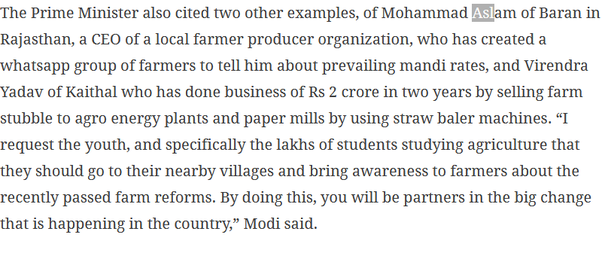 The Prime Minister also cited two other examples, of Mohammad Aslam of Baran in
Rajasthan, a CEO of a local farmer producer organization, who has created a
whatsapp group of farmers to tell him about prevailing mandi rates, and Virendra
Yadav of Kaithal who has done business of Rs 2 crore in two years by selling farm
stubble to agro energy plants and paper mills by using straw baler machines. “I
request the youth, and specifically the lakhs of students studying agriculture that
they should go to their nearby villages and bring awareness to farmers about the
recently passed farm reforms. By doing this, you will be partners in the big change
that is happening in the country,” Modi said.